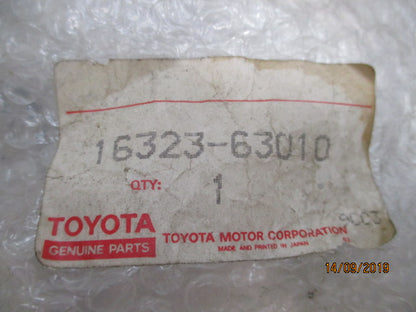 16323-63010
QTY: 1
TOYOTA
GENUINE PARTS
TOYOTA MOTOR CORPORATION
MADE AND PRINTED IN JAPAN
14/09/2019